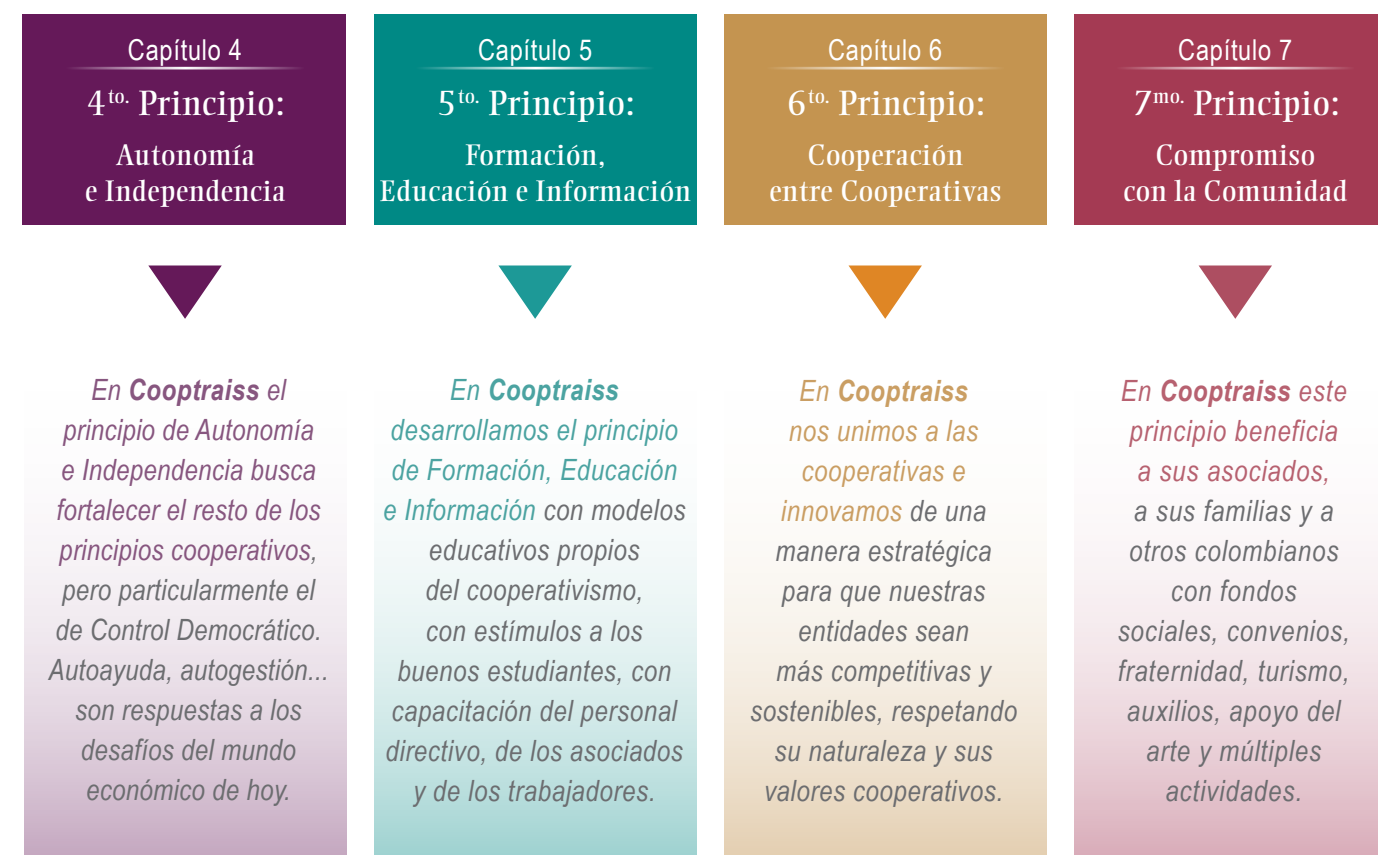 Capítulo 4
4to. Principio:
Autonomía
e Independencia
En Cooptraiss el
principio de Autonomía
e Independencia busca
fortalecer el resto de los
principios cooperativos,
pero particularmente el
de Control Democrático.
Autoayuda, autogestión...
son respuestas a los
desafíos del mundo
económico de hoy.
Capítulo 5
5to. Principio:
Formación,
Educación e Información
En Cooptraiss
desarrollamos el principio
de Formación, Educación
e Información con modelos
educativos propios
del cooperativismo,
con estímulos a los
buenos estudiantes, con
capacitación del personal
directivo, de los asociados
y de los trabajadores.
Capítulo 6
6to. Principio:
Cooperación
entre Cooperativas
En Cooptraiss
nos unimos a las
cooperativas e
innovamos de una
manera estratégica
para que nuestras
entidades sean
más competitivas y
sostenibles, respetando
su naturaleza y sus
valores cooperativos.
Capítulo 7
7mo. Principio:
Compromiso
con la Comunidad
En Cooptraiss este
principio beneficia
a sus asociados,
a sus familias y a
otros colombianos
con fondos
sociales, convenios,
fraternidad, turismo,
auxilios, apoyo del
arte y múltiples
actividades.